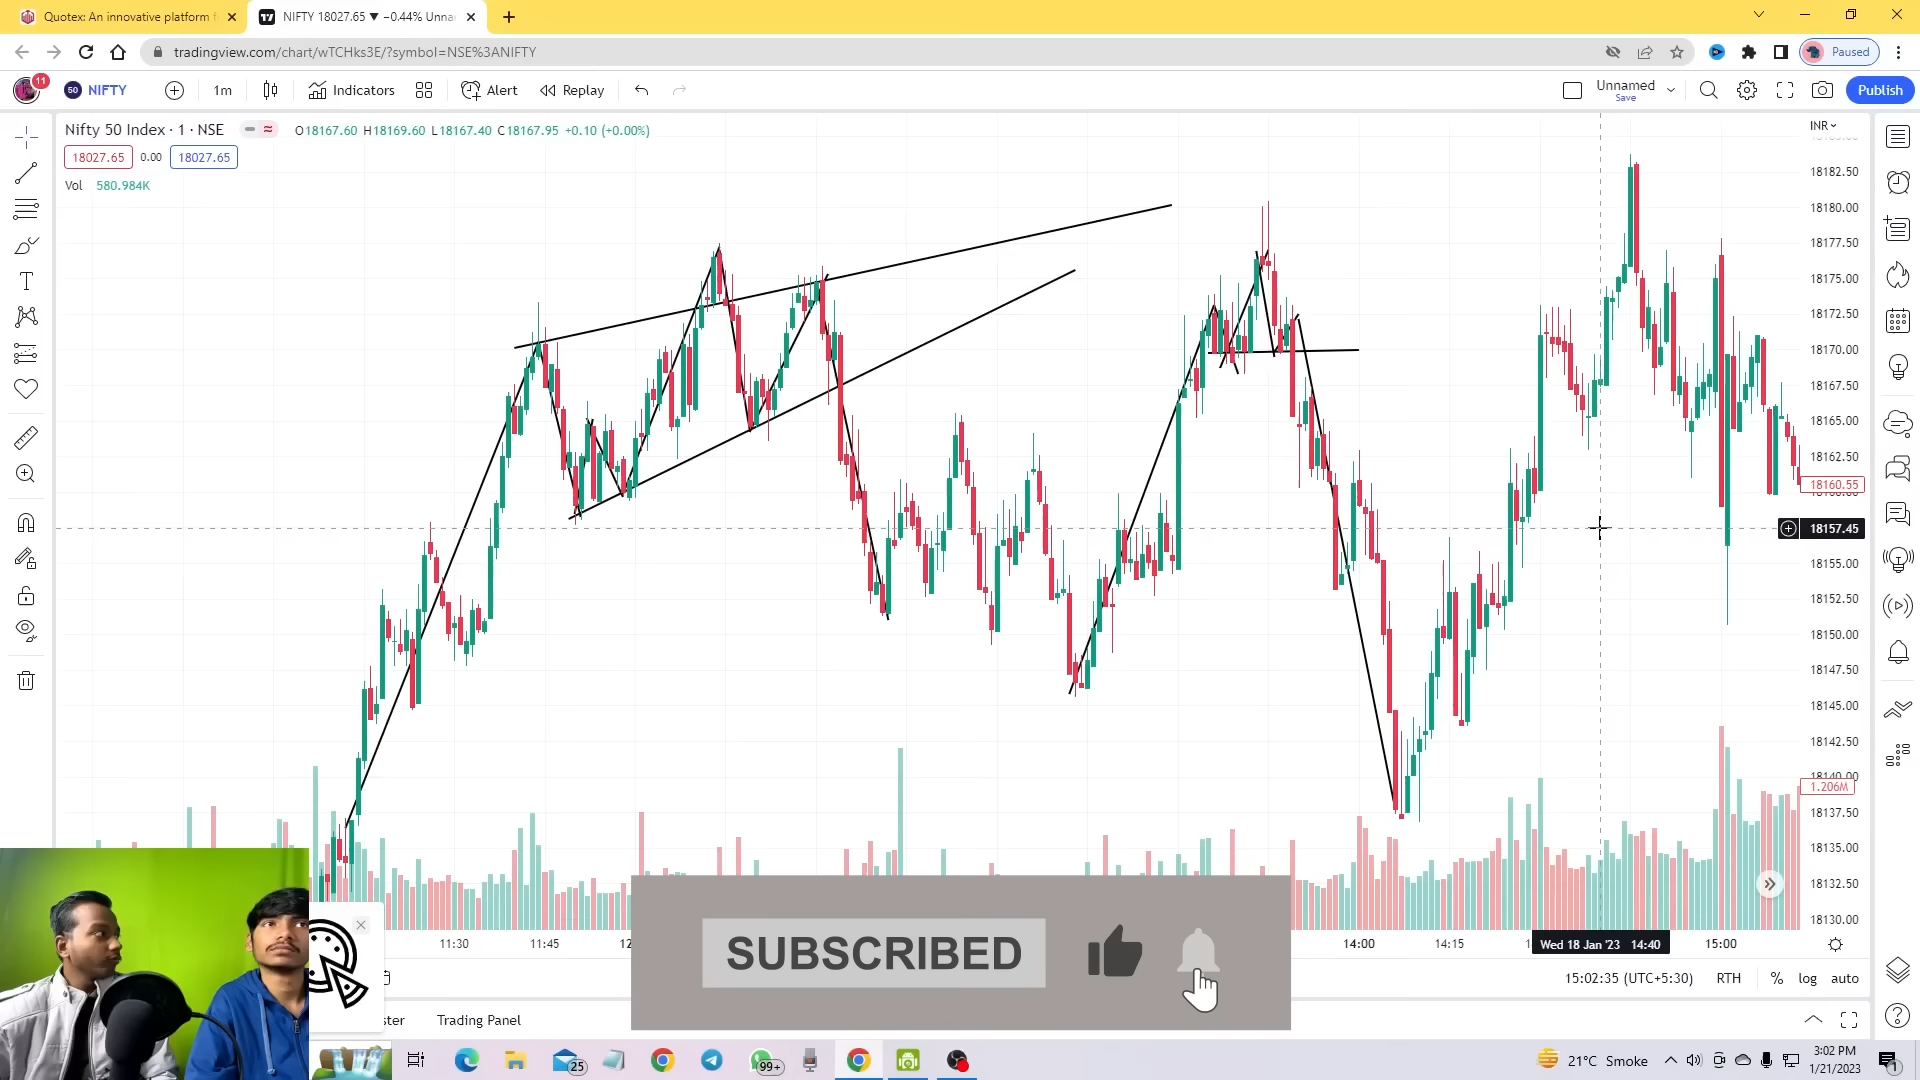 Quotex: An innovative platform f
NIFTY 18027.65 ▼ −0.44% Unna
tradingview.com/chart/wTCHks3E/?symbol=NSE%3ANIFTY
Paused
11
50 NIFTY
1m
Indicators
Alert
Replay
Unnamed
Save
Publish
Nifty 50 Index · 1 · NSE
O18167.60 H18169.60 L18167.40 C18167.95 +0.10 (+0.00%)
INR
18027.65 0.00 18027.65
Vol 580.984K
18182.50
18180.00
18177.50
18175.00
18172.50
18170.00
18167.50
18165.00
18162.50
18160.55
18157.45
18155.00
18152.50
18150.00
18147.50
18145.00
18142.50
18140.00
1.206M
18137.50
18135.00
18132.50
18130.00
11:30 11:45 12 14:00 14:15 Wed 18 Jan '23 14:40 15:00
SUBSCRIBED
15:02:35 (UTC+5:30) RTH % log auto
ster Trading Panel
25
99+
21°C Smoke
3:02 PM
1/21/2023
1